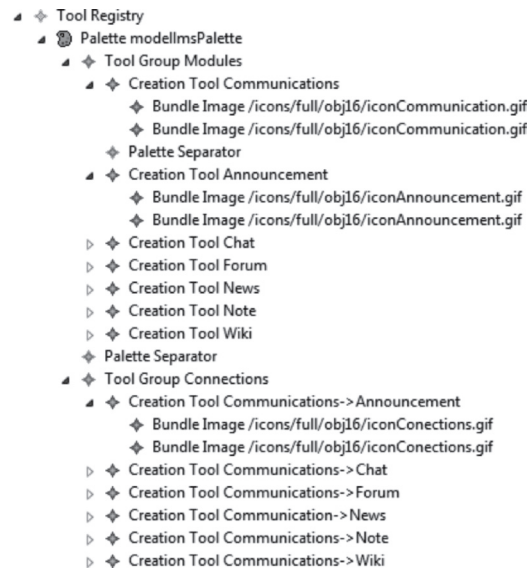 Tool Registry
Palette modellmsPalette
Tool Group Modules
Creation Tool Communications
Bundle Image /icons/full/obj16/iconCommunication.gif
Bundle Image /icons/full/obj16/iconCommunication.gif
Palette Separator
Creation Tool Announcement
Bundle Image /icons/full/obj16/iconAnnouncement.gif
Bundle Image /icons/full/obj16/iconAnnouncement.gif
Creation Tool Chat
Creation Tool Forum
Creation Tool News
Creation Tool Note
Creation Tool Wiki
Palette Separator
Tool Group Connections
Creation Tool Communications->Announcement
Bundle Image /icons/full/obj16/iconConections.gif
Bundle Image /icons/full/obj16/iconConections.gif
Creation Tool Communications->Chat
Creation Tool Communications->Forum
Creation Tool Communication->News
Creation Tool Communications->Note
Creation Tool Communications->Wiki